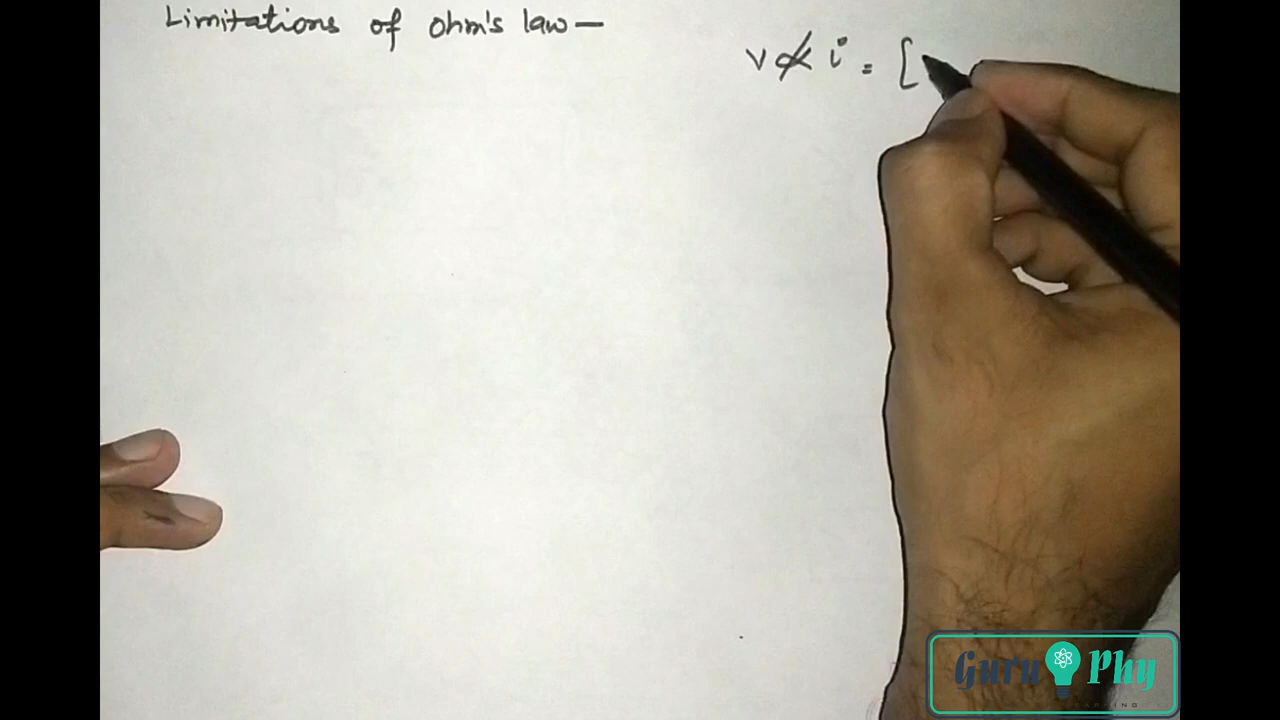 Limitations of ohm's law —
v ∝̸ i = [
Guru Phy